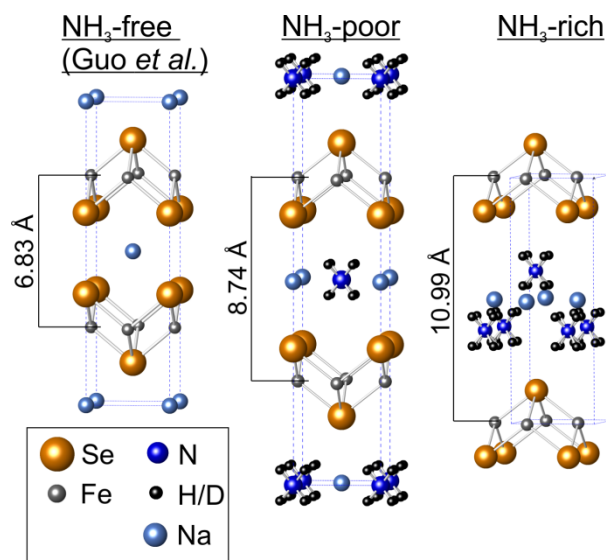 NH3-free
(Guo et al.)
NH3-poor
NH3-rich
6.83 Å
8.74 Å
10.99 Å
Se
N
Fe
H/D
Na